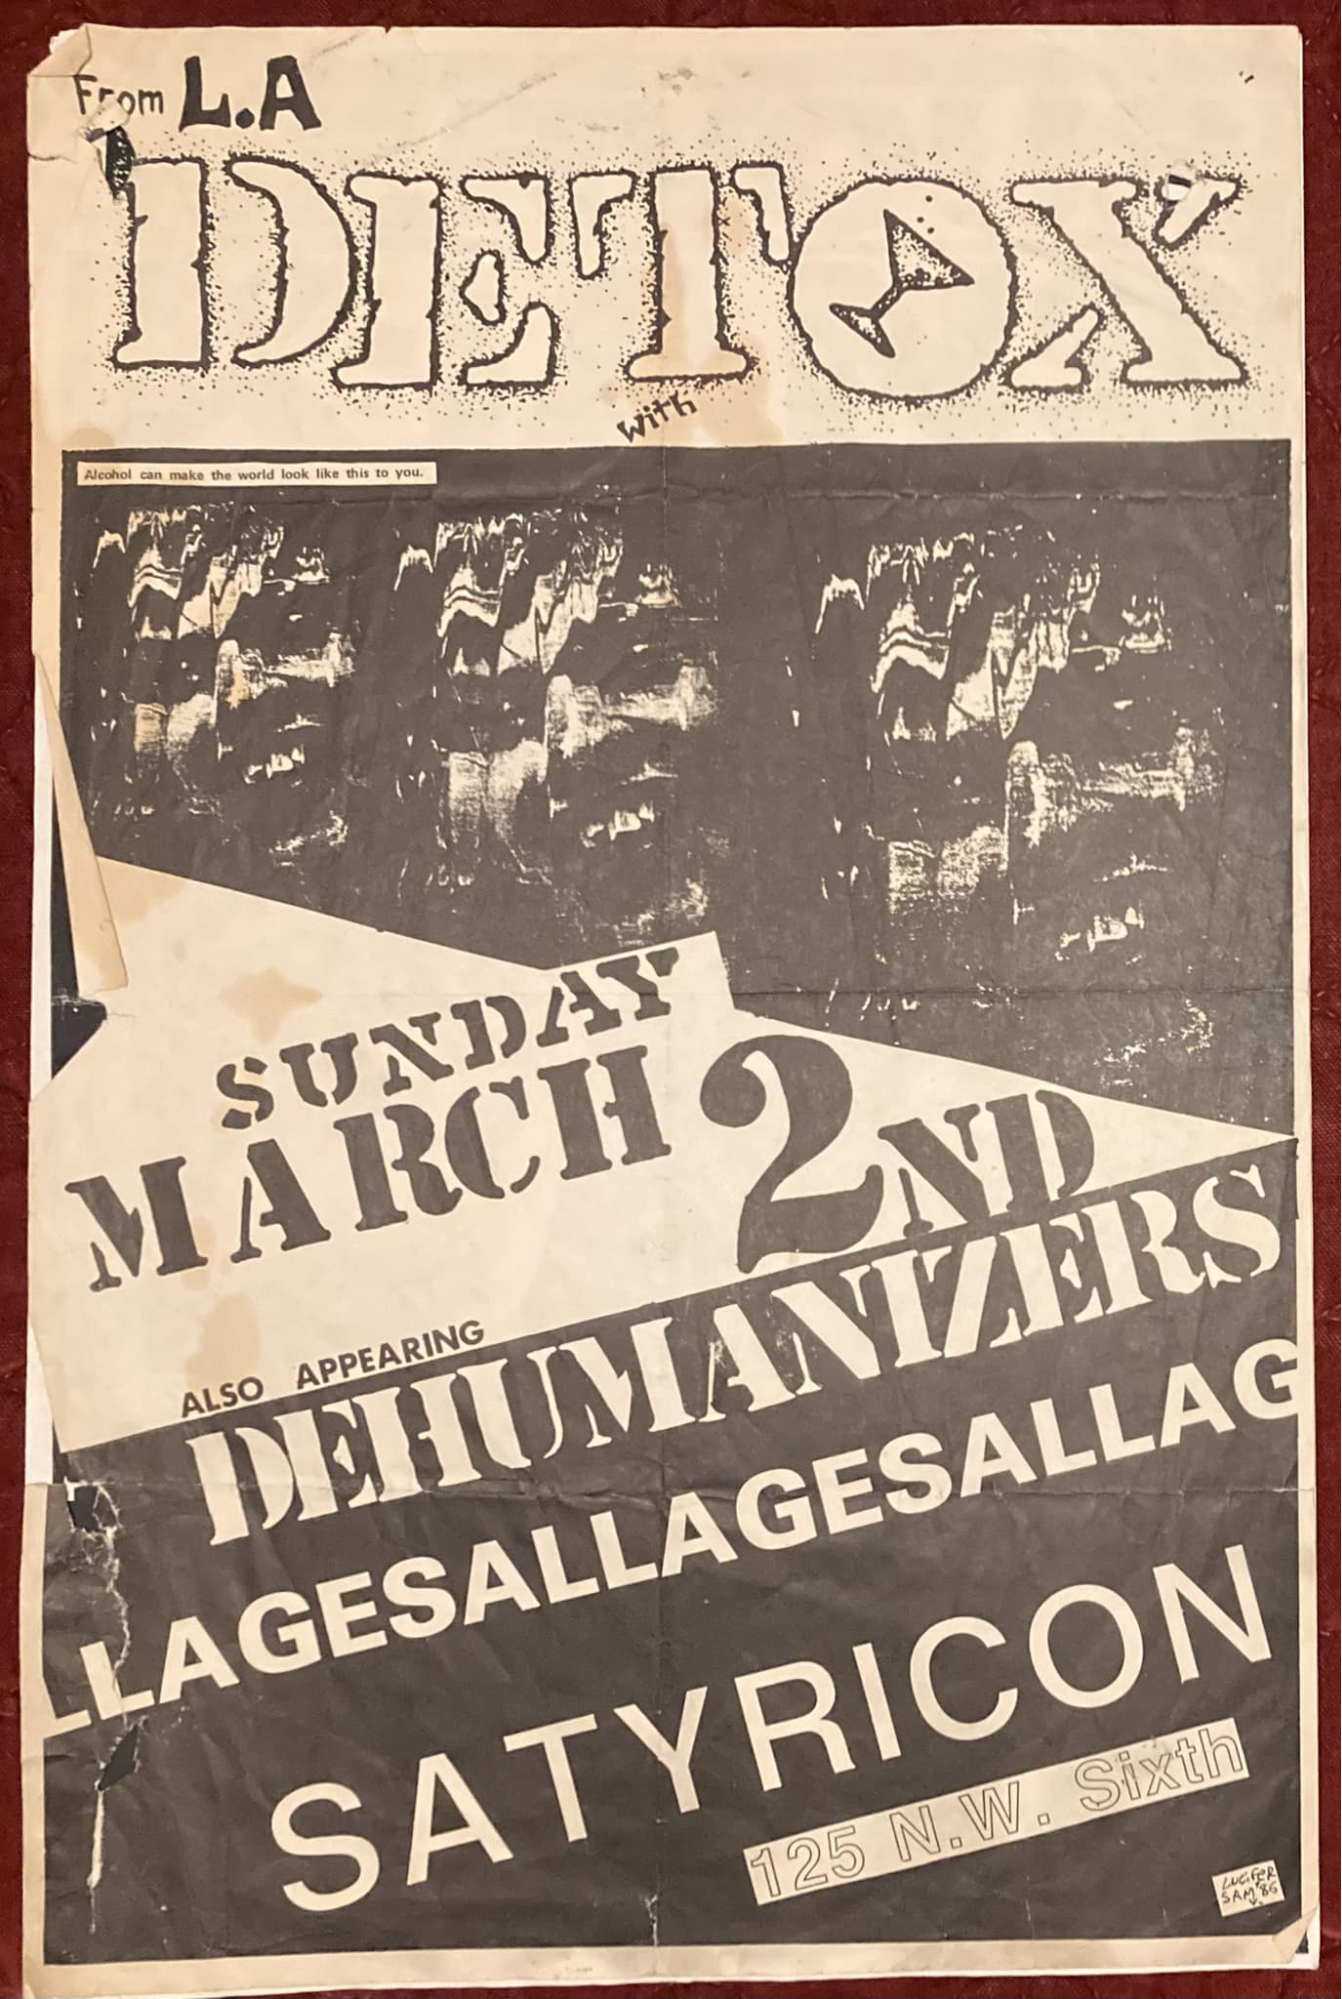 From L.A
DETOX
with
Alcohol can make the world look like this to you.
SUNDAY
MARCH 2ND
ALSO APPEARING
DEHUMANIZERS
LLAGESALLAGESALLAG
SATYRICON
125 N.W. Sixth
LUCIFER
SAM '86